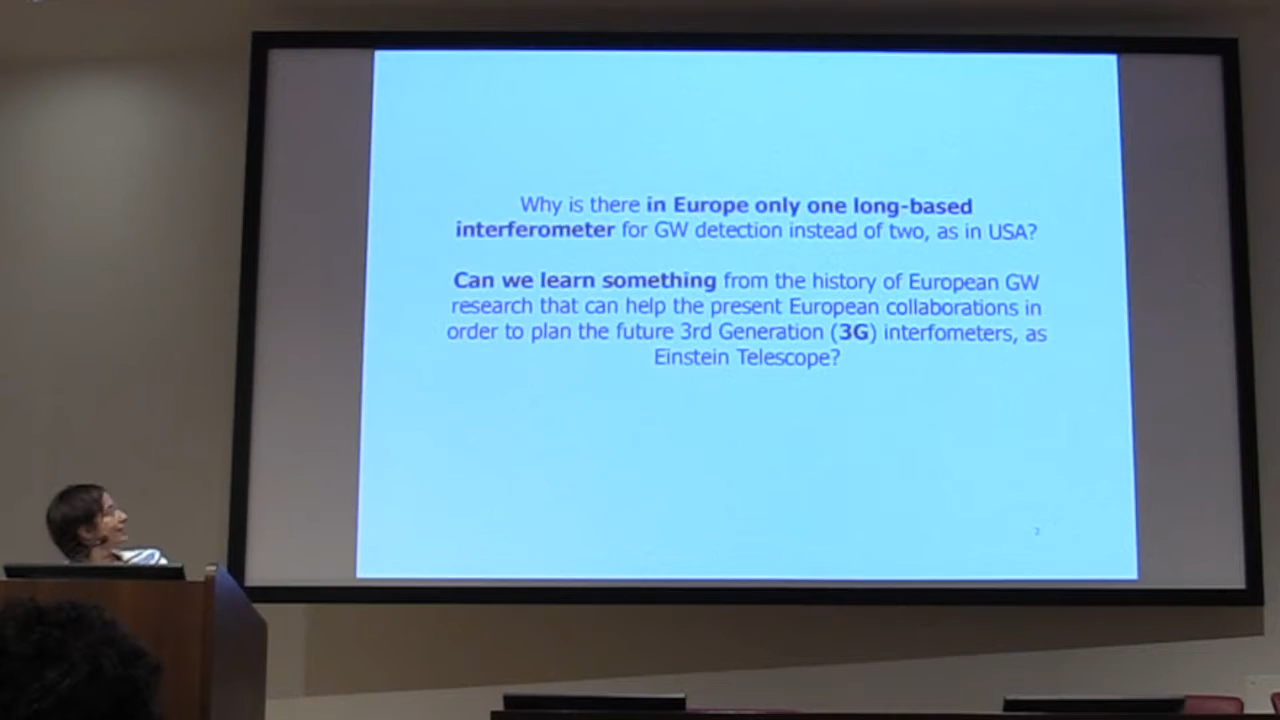 Why is there in Europe only one long-based
interferometer for GW detection instead of two, as in USA?
Can we learn something from the history of European GW
research that can help the present European collaborations in
order to plan the future 3rd Generation (3G) interfometers, as
Einstein Telescope?
2